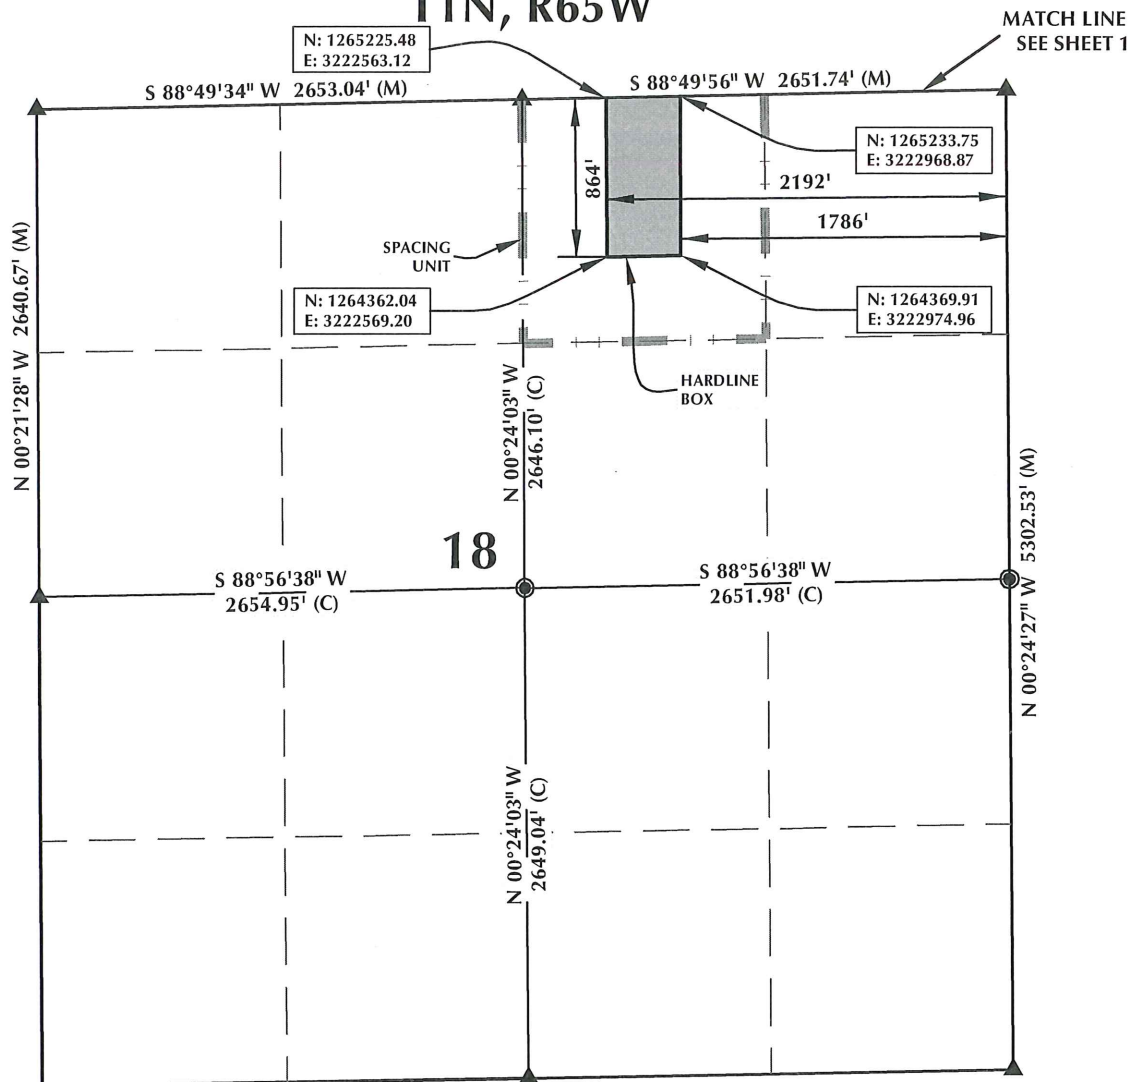 R65W
MATCH LINE
SEE SHEET 1
N: 1265225.48
E: 3222563.12
S 88°49'34" W 2653.04' (M)
S 88°49'56" W 2651.74' (M)
N: 1265233.75
E: 3222968.87
864'
2192'
1786'
SPACING
UNIT
N: 1264362.04
E: 3222569.20
N: 1264369.91
E: 3222974.96
HARDLINE
BOX
N 00°21'28" W 2640.67' (M)
N 00°24'03" W
2646.10' (C)
18
S 88°56'38" W
2654.95' (C)
S 88°56'38" W
2651.98' (C)
N 00°24'27" W 5302.53' (M)
N 00°24'03" W
2649.04' (C)